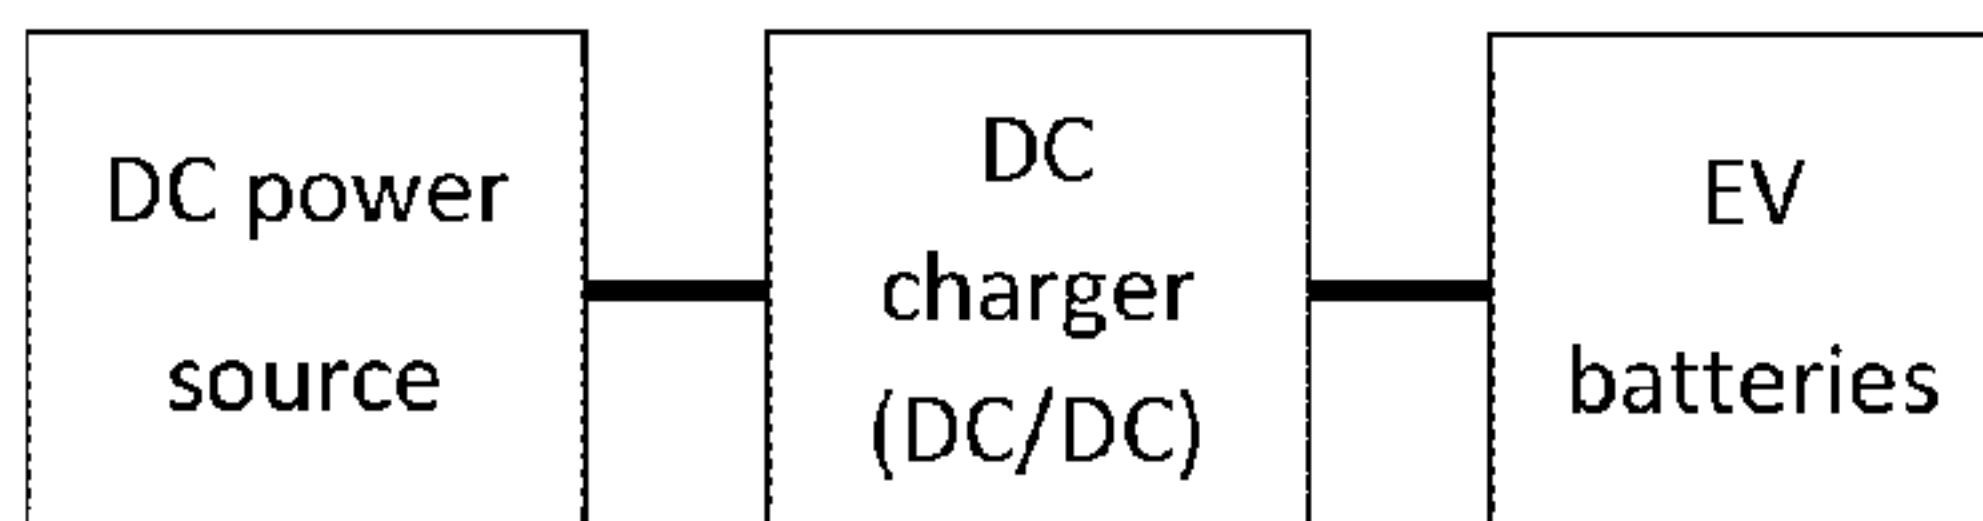 DC power
source
DC
charger
(DC/DC)
EV
batteries